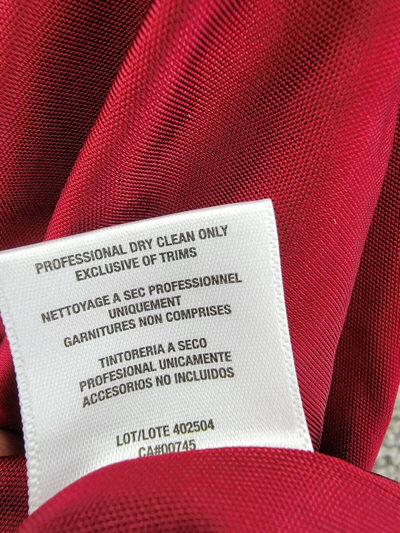 PROFESSIONAL DRY CLEAN ONLY
EXCLUSIVE OF TRIMS
NETTOYAGE A SEC PROFESSIONNEL
UNIQUEMENT
GARNITURES NON COMPRISES
TINTORERIA A SECO
PROFESIONAL UNICAMENTE
ACCESORIOS NO INCLUIDOS
LOT/LOTE 402504
CA#00745